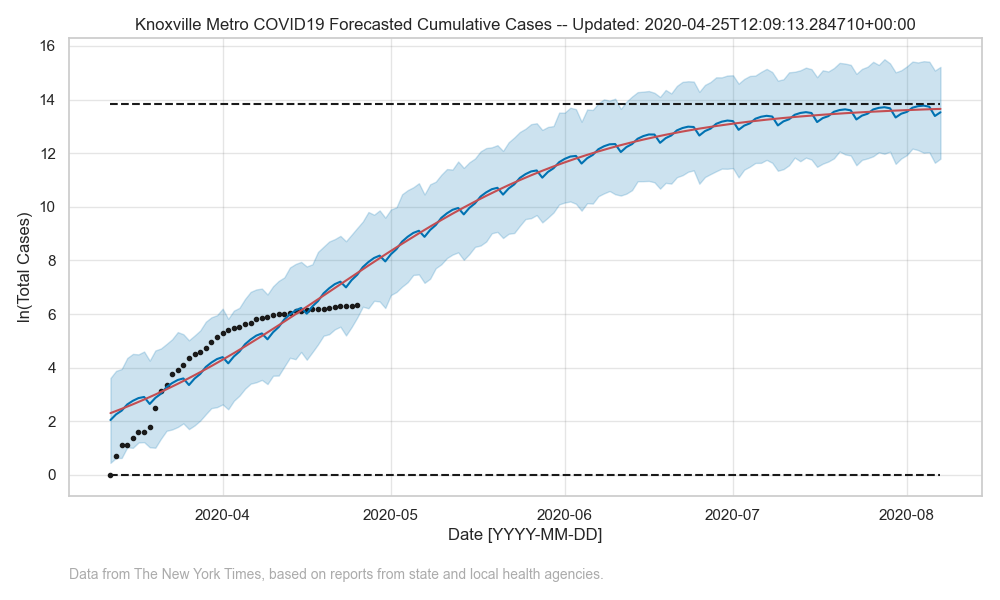 Knoxville Metro COVID19 Forecasted Cumulative Cases -- Updated: 2020-04-25T12:09:13.284710+00:00
ln(Total Cases)
16
14
12
10
8
6
4
2
0
2020-04 2020-05 2020-06 2020-07 2020-08
Date [YYYY-MM-DD]
Data from The New York Times, based on reports from state and local health agencies.